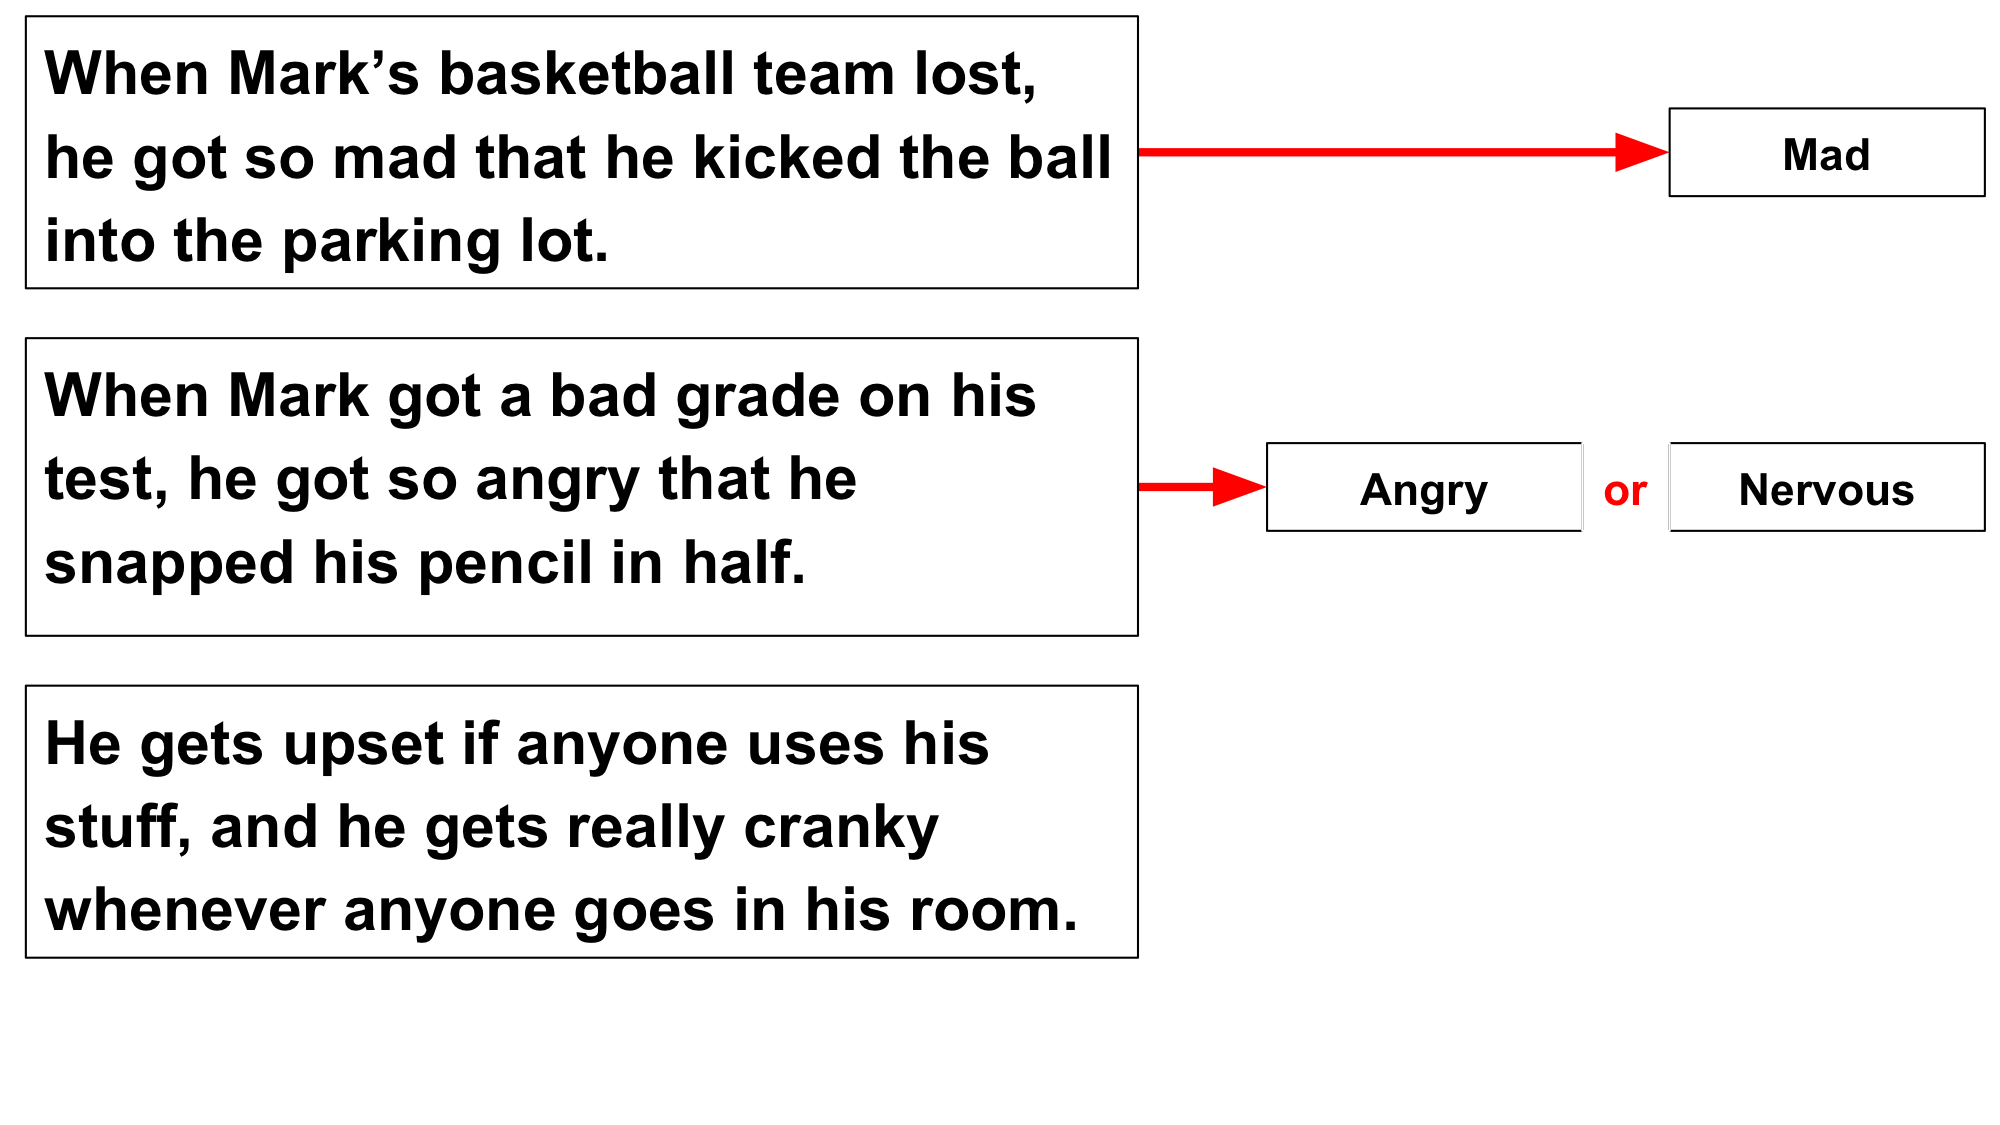 When Mark’s basketball team lost,
he got so mad that he kicked the ball
into the parking lot.
Mad
When Mark got a bad grade on his
test, he got so angry that he
snapped his pencil in half.
Angry or Nervous
He gets upset if anyone uses his
stuff, and he gets really cranky
whenever anyone goes in his room.